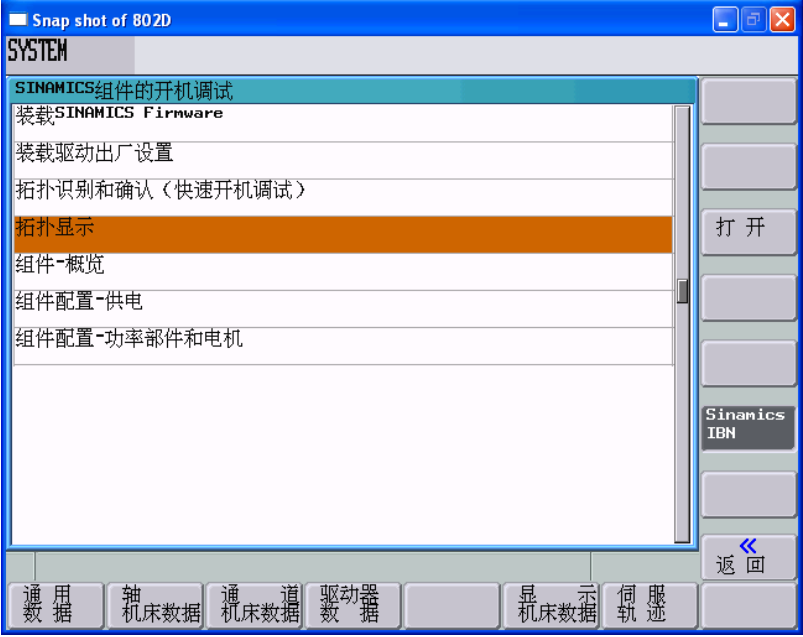 Snap shot of 802D
SYSTEM
SINAMICS组件的开机调试
装载SINAMICS Firmware
装载驱动出厂设置
拓扑识别和确认（快速开机调试）
拓扑显示
组件-概览
组件配置-供电
组件配置-功率部件和电机
打 开
Sinamics
IBN
«
返 回
通 用
数 据
轴
机床数据
通 道
机床数据
驱动器
数 据
显 示
机床数据
伺 服
轨 迹